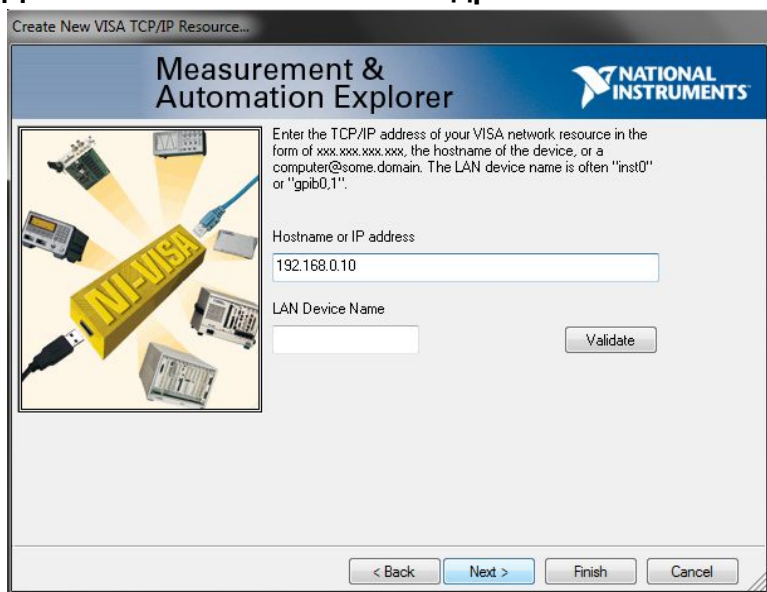 Create New VISA TCP/IP Resource...
Measurement &
Automation Explorer
NATIONAL
INSTRUMENTS
Enter the TCP/IP address of your VISA network resource in the
form of xxx.xxx.xxx.xxx, the hostname of the device, or a
computer@some.domain. The LAN device name is often "inst0"
or "gpib0,1".
NI-VISA
Hostname or IP address
192.168.0.10
LAN Device Name
Validate
< Back Next > Finish Cancel